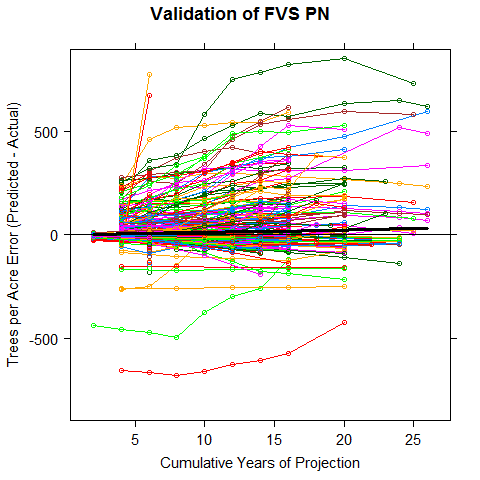 Validation of FVS PN
Trees per Acre Error (Predicted - Actual)
500
0
-500
5 10 15 20 25
Cumulative Years of Projection